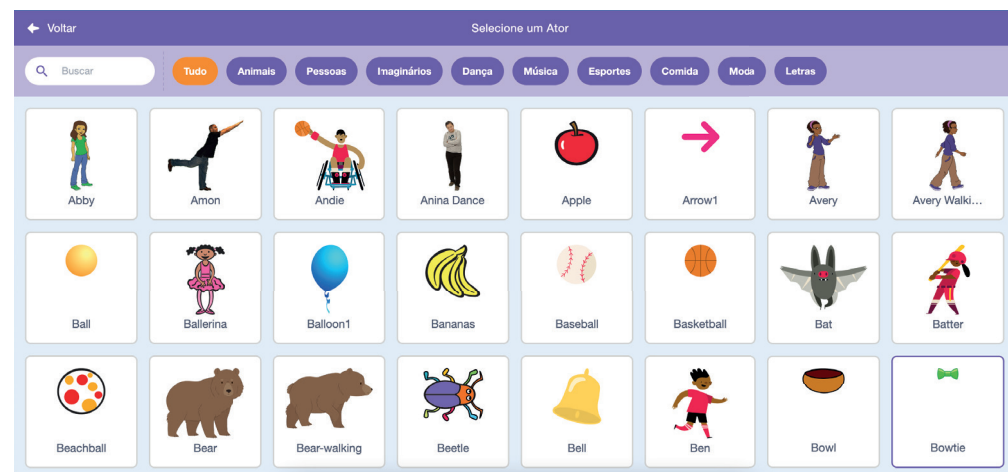 Voltar
Selecione um Ator
Buscar
Tudo Animais Pessoas Imaginários Dança Música Esportes Comida Moda Letras
Abby Amon Andie Anina Dance Apple Arrow1 Avery Avery Walki...
Ball Ballerina Balloon1 Bananas Baseball Basketball Bat Batter
Beachball Bear Bear-walking Beetle Bell Ben Bowl Bowtie